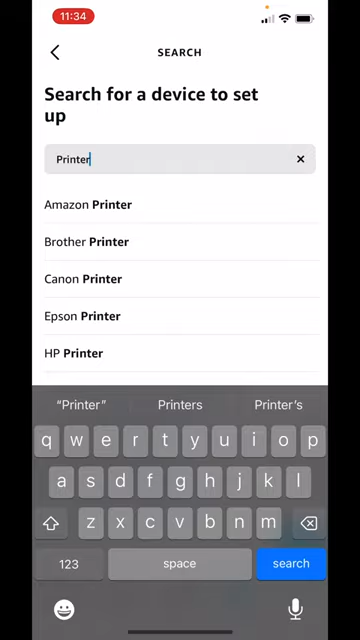 11:34
SEARCH
Search for a device to set
up
Printer
Amazon Printer
Brother Printer
Canon Printer
Epson Printer
HP Printer
“Printer” Printers Printer’s
q w e r t y u i o p
a s d f g h j k l
z x c v b n m
123 space search